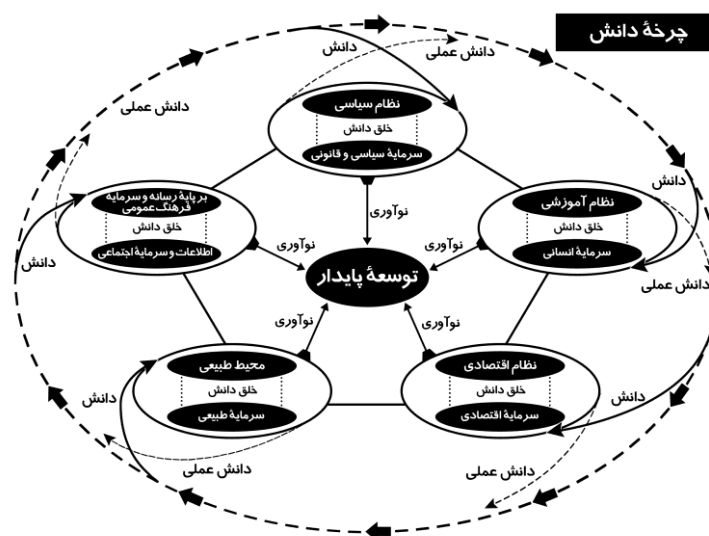 چرخهٔ دانش
دانش
دانش عملی
دانش عملی
نظام سیاسی
خلق دانش
سرمایهٔ سیاسی و قانونی
دانش
نوآوری
نظام آموزشی
خلق دانش
سرمایهٔ انسانی
بر پایهٔ رسانه و سرمایه
فرهنگ عمومی
خلق دانش
اطلاعات و سرمایهٔ اجتماعی
نوآوری
نوآوری
دانش
دانش عملی
توسعهٔ پایدار
نوآوری
نوآوری
نظام اقتصادی
خلق دانش
سرمایهٔ اقتصادی
محیط طبیعی
خلق دانش
سرمایهٔ طبیعی
دانش
دانش
دانش عملی
دانش عملی